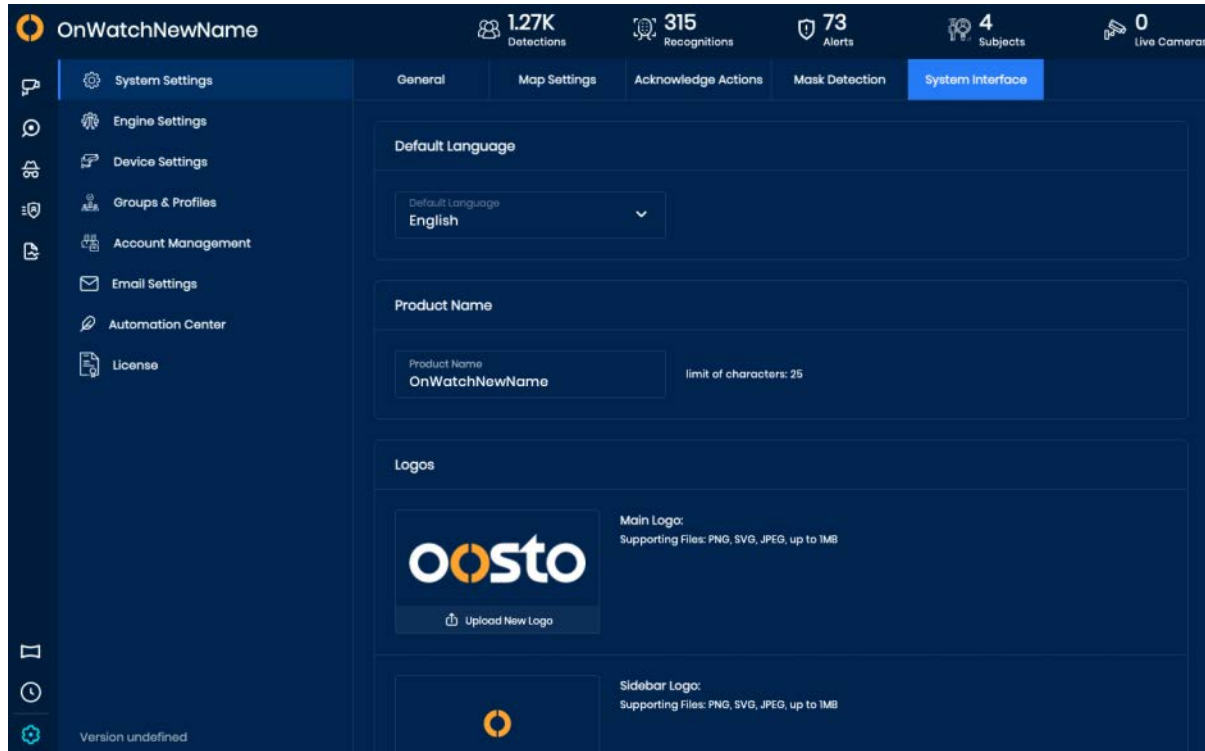 OnWatchNewName
1.27K
Detections
315
Recognitions
73
Alerts
4
Subjects
0
Live Cameras
System Settings
Engine Settings
Device Settings
Groups & Profiles
Account Management
Email Settings
Automation Center
License
Version undefined
General
Map Settings
Acknowledge Actions
Mask Detection
System Interface
Default Language
Default Language
English
Product Name
Product Name
OnWatchNewName
limit of characters: 25
Logos
oosto
Upload New Logo
Main Logo:
Supporting Files: PNG, SVG, JPEG, up to 1MB
Sidebar Logo:
Supporting Files: PNG, SVG, JPEG, up to 1MB